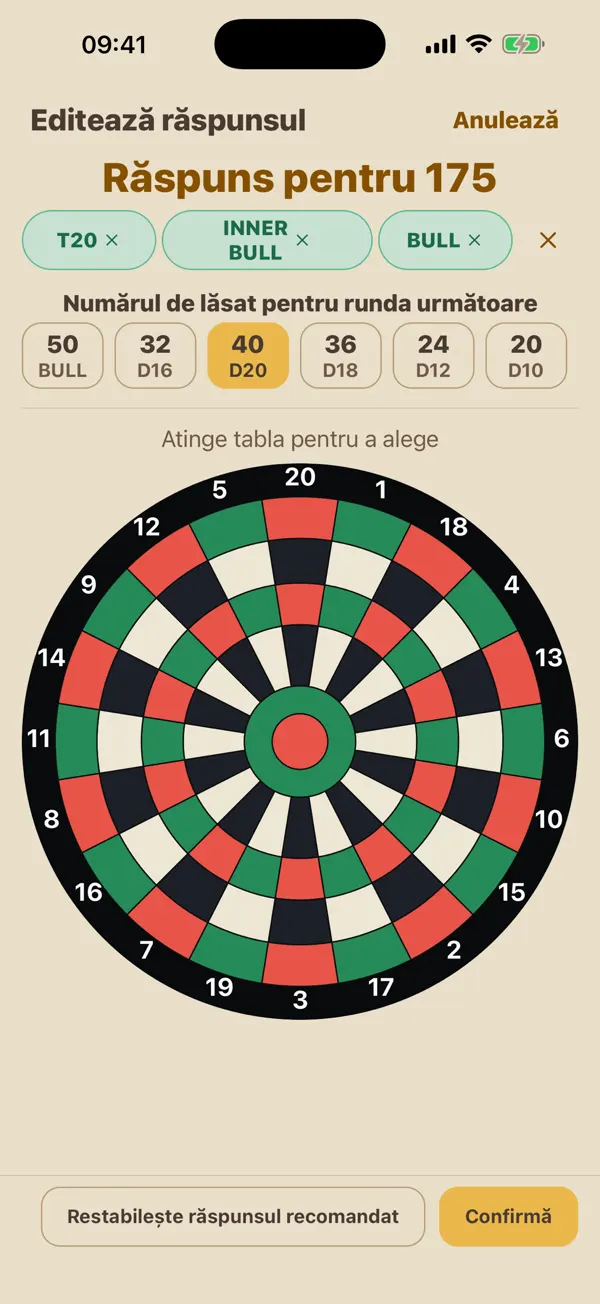 09:41
Editează răspunsul
Anulează
Răspuns pentru 175
T20 ×
INNER
BULL ×
BULL ×
×
Numărul de lăsat pentru runda următoare
50
BULL
32
D16
40
D20
36
D18
24
D12
20
D10
Atinge tabla pentru a alege
20
1
18
4
13
6
10
15
2
17
3
19
7
16
8
11
14
9
12
5
Restabilește răspunsul recomandat
Confirmă